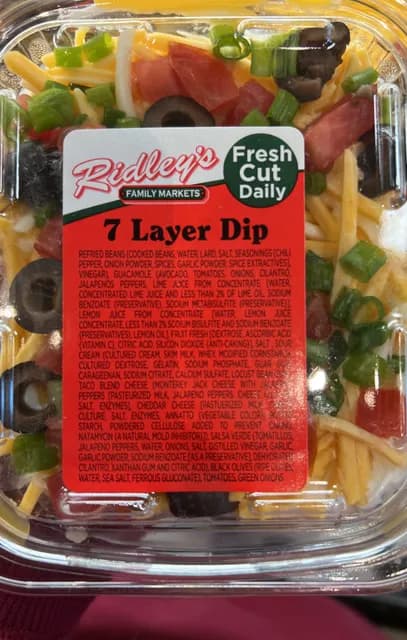 Ridley's
FAMILY MARKETS
Fresh
Cut
Daily
7 Layer Dip
REFRIED BEANS (COOKED BEANS, WATER, LARD, SALT, SEASONINGS (CHILI
PEPPER, ONION POWDER, SPICES, GARLIC POWDER, SPICE EXTRACTIVES),
VINEGAR), GUACAMOLE (AVOCADO, TOMATOES, ONIONS, CILANTRO,
JALAPENOS PEPPERS, LIME JUICE FROM CONCENTRATE (WATER,
CONCENTRATED LIME JUICE AND LESS THAN 2% OF LIME OIL, SODIUM
BENZOATE (PRESERVATIVE), SODIUM METABISULFITE (PRESERVATIVE)),
LEMON JUICE FROM CONCENTRATE (WATER, LEMON JUICE
CONCENTRATE, LESS THAN 2% SODIUM BISULFITE AND SODIUM BENZOATE
(PRESERVATIVES), LEMON OIL) FRUIT FRESH (DEXTROSE, ASCORBIC ACID
(VITAMIN C), CITRIC ACID, SILICON DIOXIDE (ANTI-CAKING)), SALT, SOUR
CREAM (CULTURED CREAM, SKIM MILK, WHEY, MODIFIED CORNSTARCH,
CULTURED DEXTROSE, GELATIN, SODIUM PHOSPHATE, GUAR
CARAGEENAN, SODIUM CITRATE, CALCIUM SULFATE, LOCUST BEAN
TACO BLEND CHEESE (MONTEREY JACK CHEESE WITH JALAPENO
PEPPERS (PASTEURIZED MILK, JALAPENO PEPPERS, CHEESE
SALT, ENZYMES), CHEDDAR CHEESE (PASTEURIZED MILK,
CULTURE, SALT, ENZYMES, ANNATTO (VEGETABLE COLOR),
STARCH, POWDERED CELLULOSE ADDED TO PREVENT CAKING,
NATAMYCIN (A NATURAL MOLD INHIBITOR)), SALSA VERDE (TOMATILLOS,
JALAPENO PEPPERS, WATER, ONIONS, SALT, DISTILLED VINEGAR, GARLIC,
GARLIC POWDER, SODIUM BENZOATE (AS A PRESERVATIVE), DEHYDRATED
CILANTRO, XANTHAN GUM AND CITRIC ACID), BLACK OLIVES (RIPE OLIVES,
WATER, SEA SALT, FERROUS GLUCONATE), TOMATOES, GREEN ONIONS.